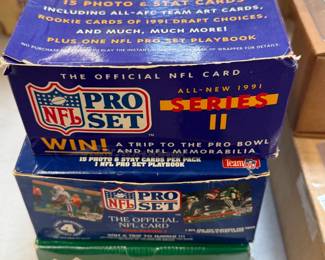 15 PHOTO & STAT CARDS
INCLUDING ALL-AFC TEAM ART CARDS,
ROOKIE CARDS OF 1991 DRAFT CHOICES,
AND MUCH, MUCH MORE!
PLUS-ONE NFL PRO SET PLAYBOOK
THE OFFICIAL NFL CARD
NFL
PRO
SET
ALL-NEW 1991
SERIES
II
WIN! A TRIP TO THE PRO BOWL
AND NFL MEMORABILIA
15 PHOTO & STAT CARDS PER PACK
1 NFL PRO SET PLAYBOOK
Team
NFL
PRO
SET
4
THE OFFICIAL
NFL CARD